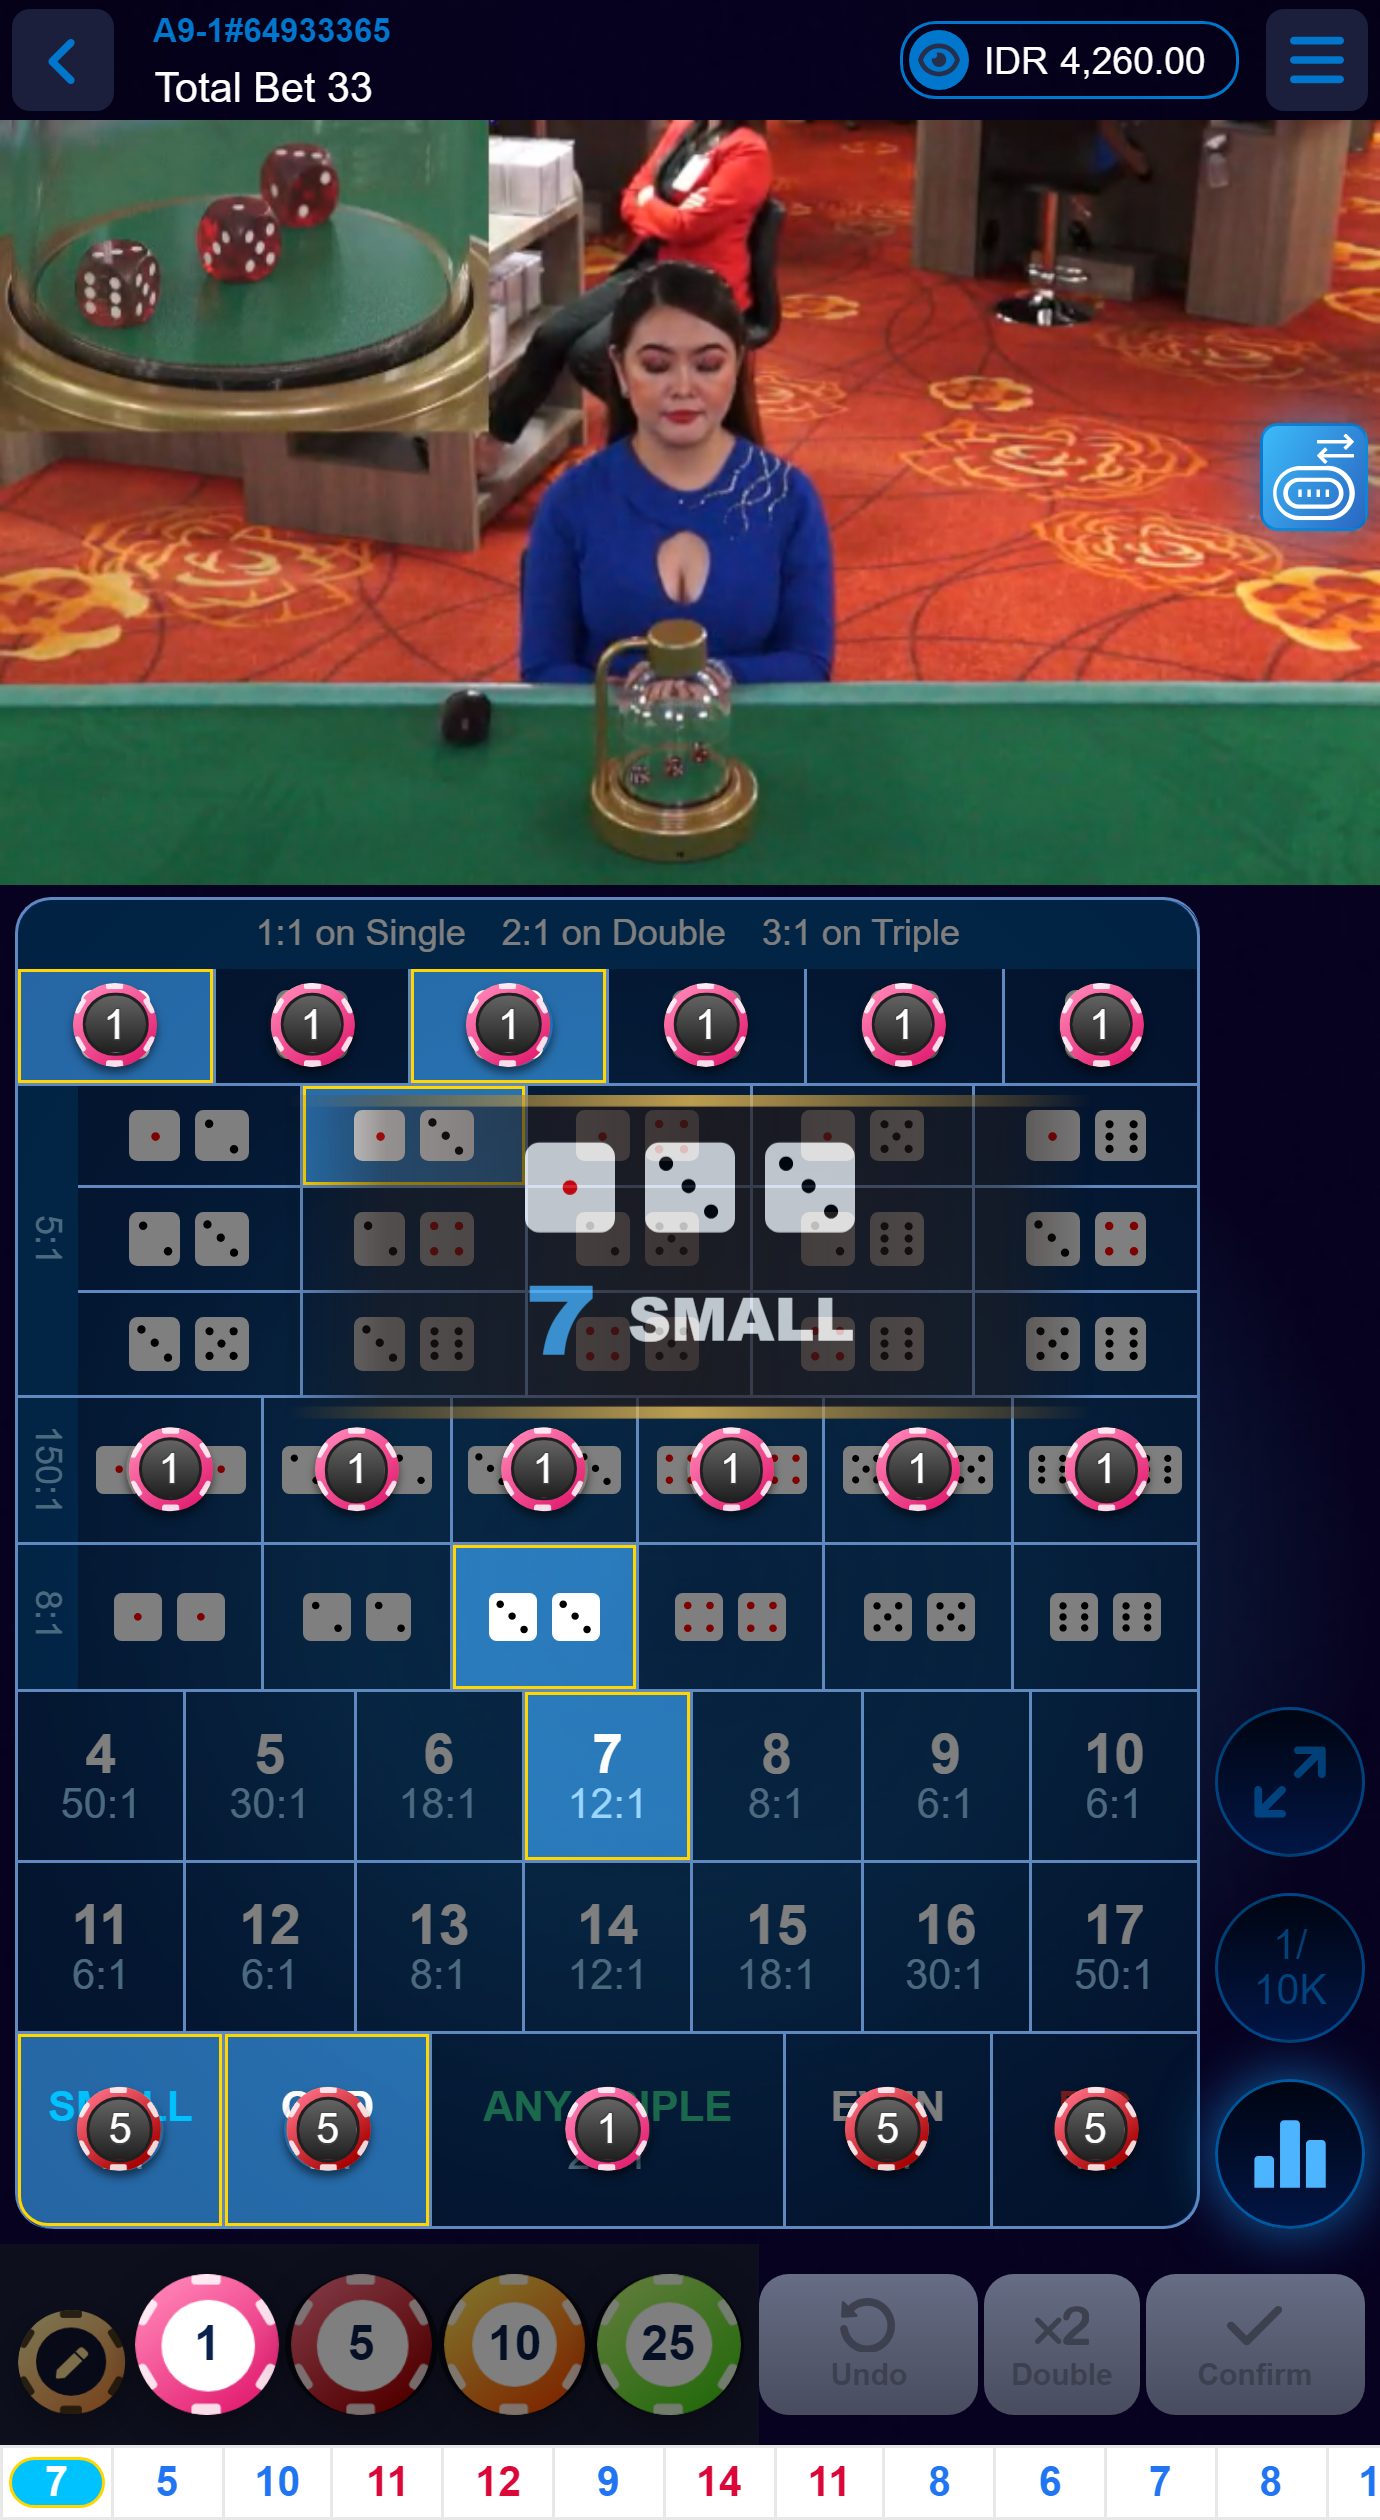 A9-1#64933365
Total Bet 33
IDR 4,260.00
1:1 on Single 2:1 on Double 3:1 on Triple
1 1 1 1 1 1
5:1
7 SMALL
150:1
1 1 1 1 1 1
8:1
4 5 6 7 8 9 10
50:1 30:1 18:1 12:1 8:1 6:1 6:1
11 12 13 14 15 16 17
6:1 6:1 8:1 12:1 18:1 30:1 50:1
1/
10K
5 5 1 5 5
1 5 10 25
x2
Undo Double Confirm
7 5 10 11 12 9 14 11 8 6 7 8 1